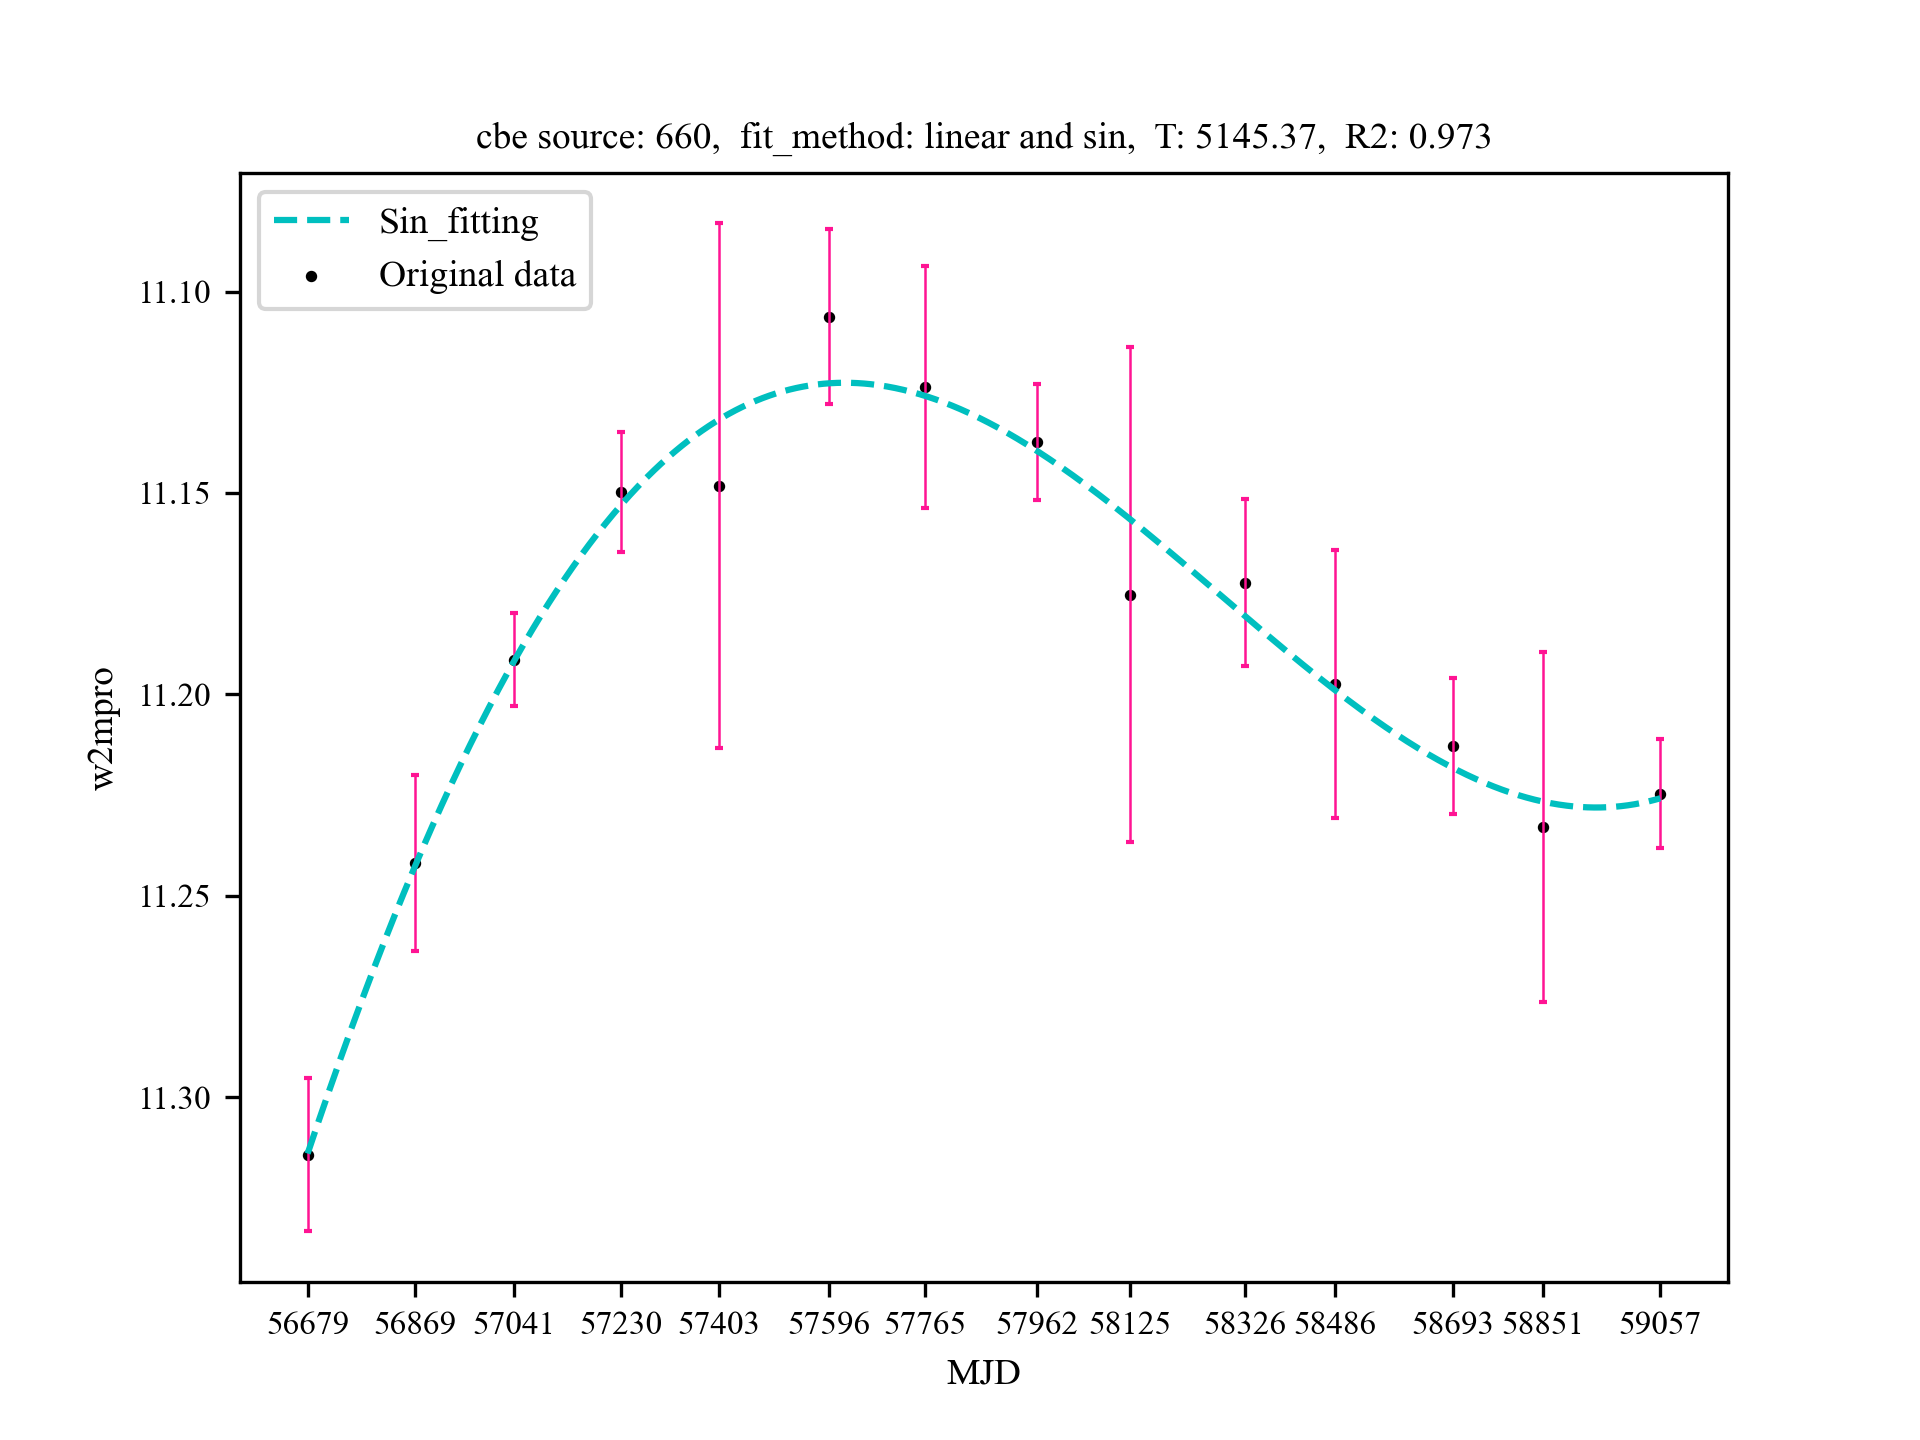 cbe source: 660,  fit_method: linear and sin,  T: 5145.37,  R2: 0.973
Sin_fitting
Original data
11.10
11.15
11.20
11.25
11.30
w2mpro
56679 56869 57041 57230 57403 57596 57765 57962 58125 58326 58486 58693 58851 59057
MJD